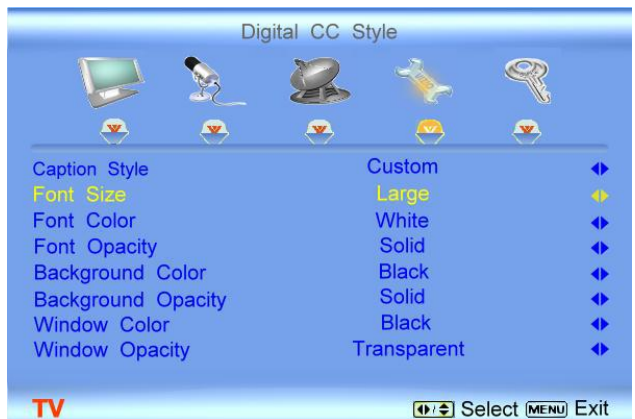 Digital CC Style
Caption Style Custom
Font Size Large
Font Color White
Font Opacity Solid
Background Color Black
Background Opacity Solid
Window Color Black
Window Opacity Transparent
TV Select MENU Exit